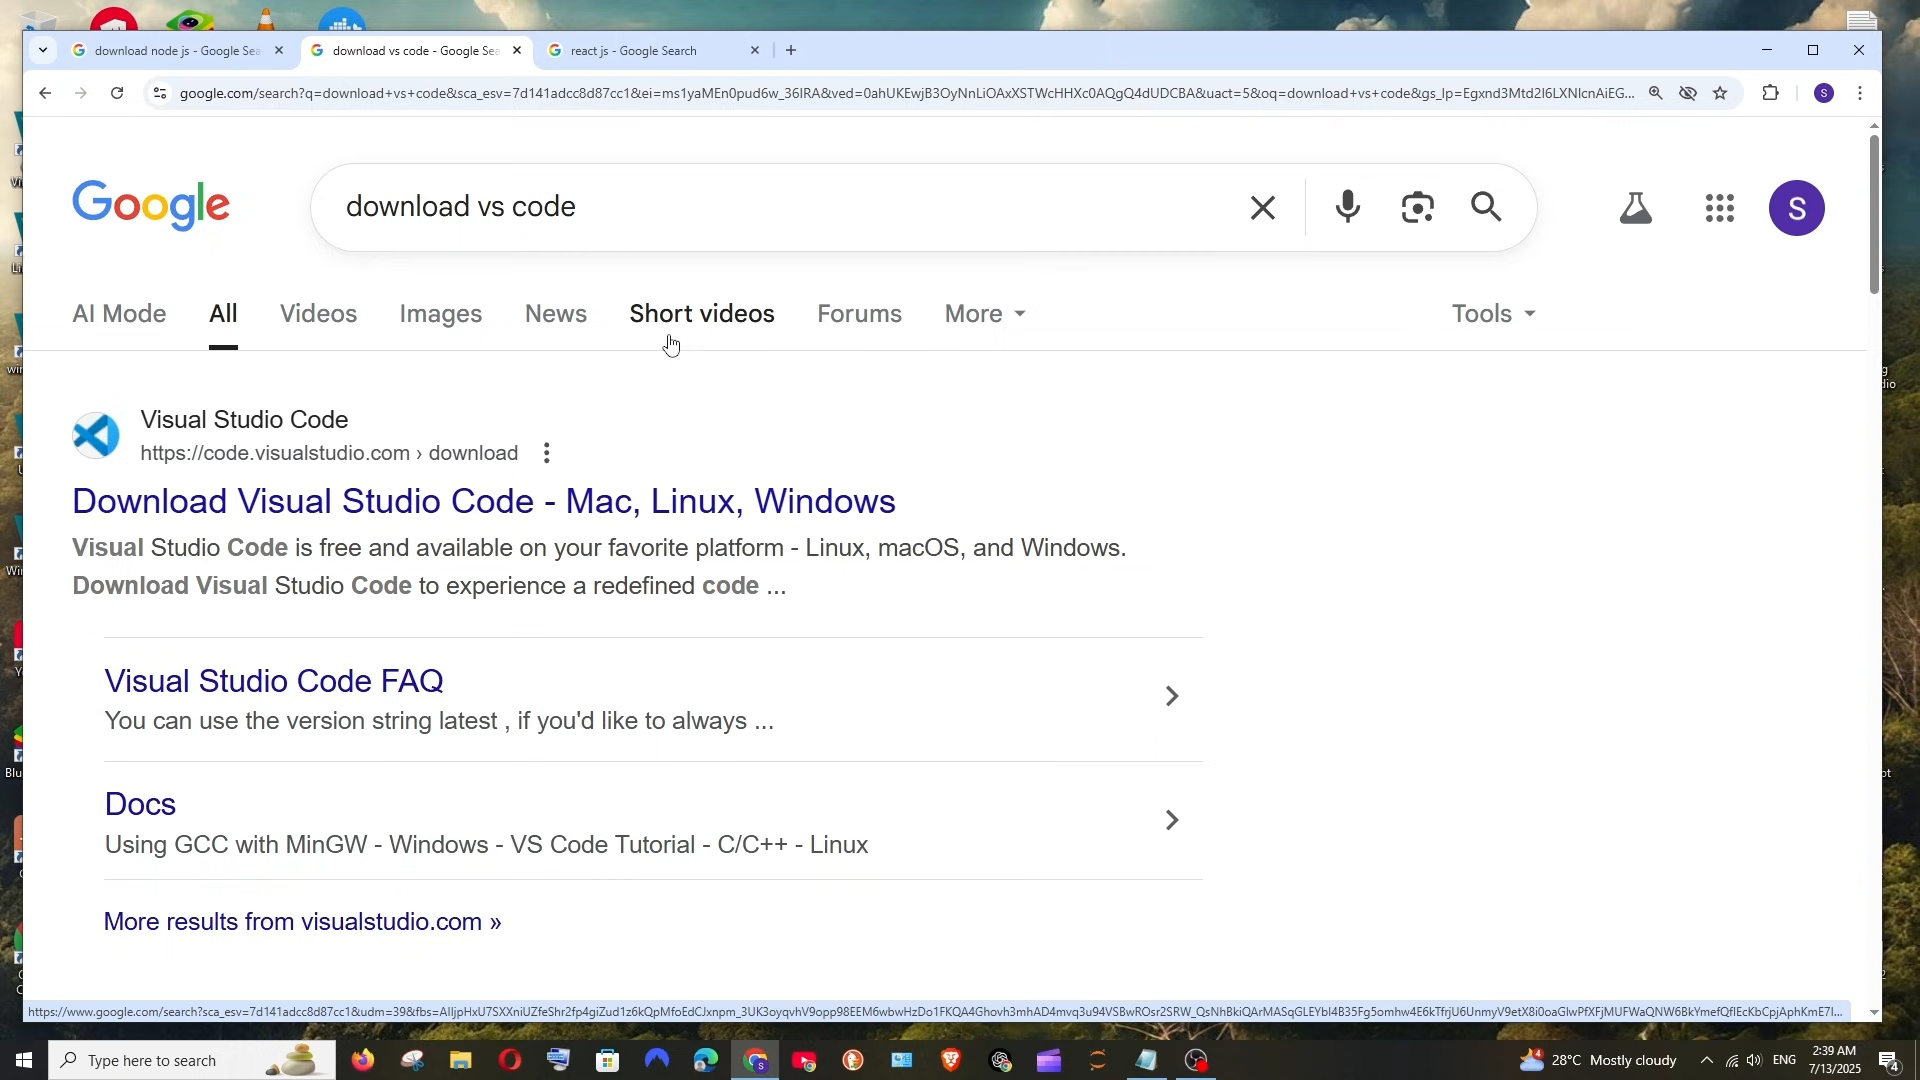 download node js - Google Sea
download vs code - Google Sea
react js - Google Search
google.com/search?q=download+vs+code&sca_esv=7d141adcc8d87cc1&ei=ms1yaMEn0pud6w_36IRA&ved=0ahUKEwjB3OyNnLiOAxXSTWcHHXc0AQgQ4dUDCBA&uact=5&oq=download+vs+code&gs_lp=Egxnd3Mtd2l6LXNlcnAiEG...
S
Google
download vs code
S
AI Mode
All
Videos
Images
News
Short videos
Forums
More
Tools
Visual Studio Code
https://code.visualstudio.com › download
Download Visual Studio Code - Mac, Linux, Windows
Visual Studio Code is free and available on your favorite platform - Linux, macOS, and Windows.
Download Visual Studio Code to experience a redefined code ...
Visual Studio Code FAQ
You can use the version string latest , if you'd like to always ...
Docs
Using GCC with MinGW - Windows - VS Code Tutorial - C/C++ - Linux
More results from visualstudio.com »
Type here to search
28°C Mostly cloudy
ENG
2:39 AM
7/13/2025
4